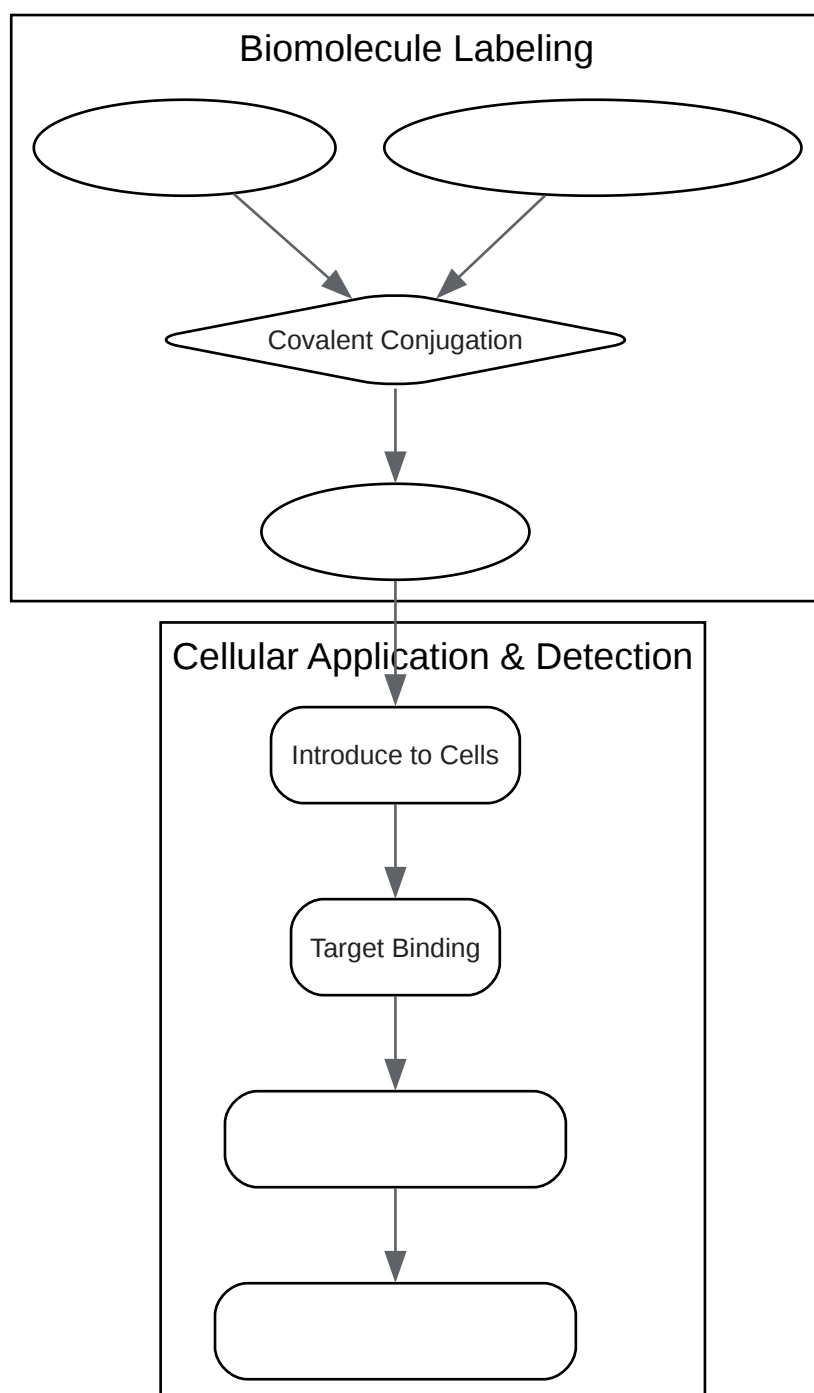 Biomolecule Labeling
Covalent Conjugation
Cellular Application & Detection
Introduce to Cells
Target Binding